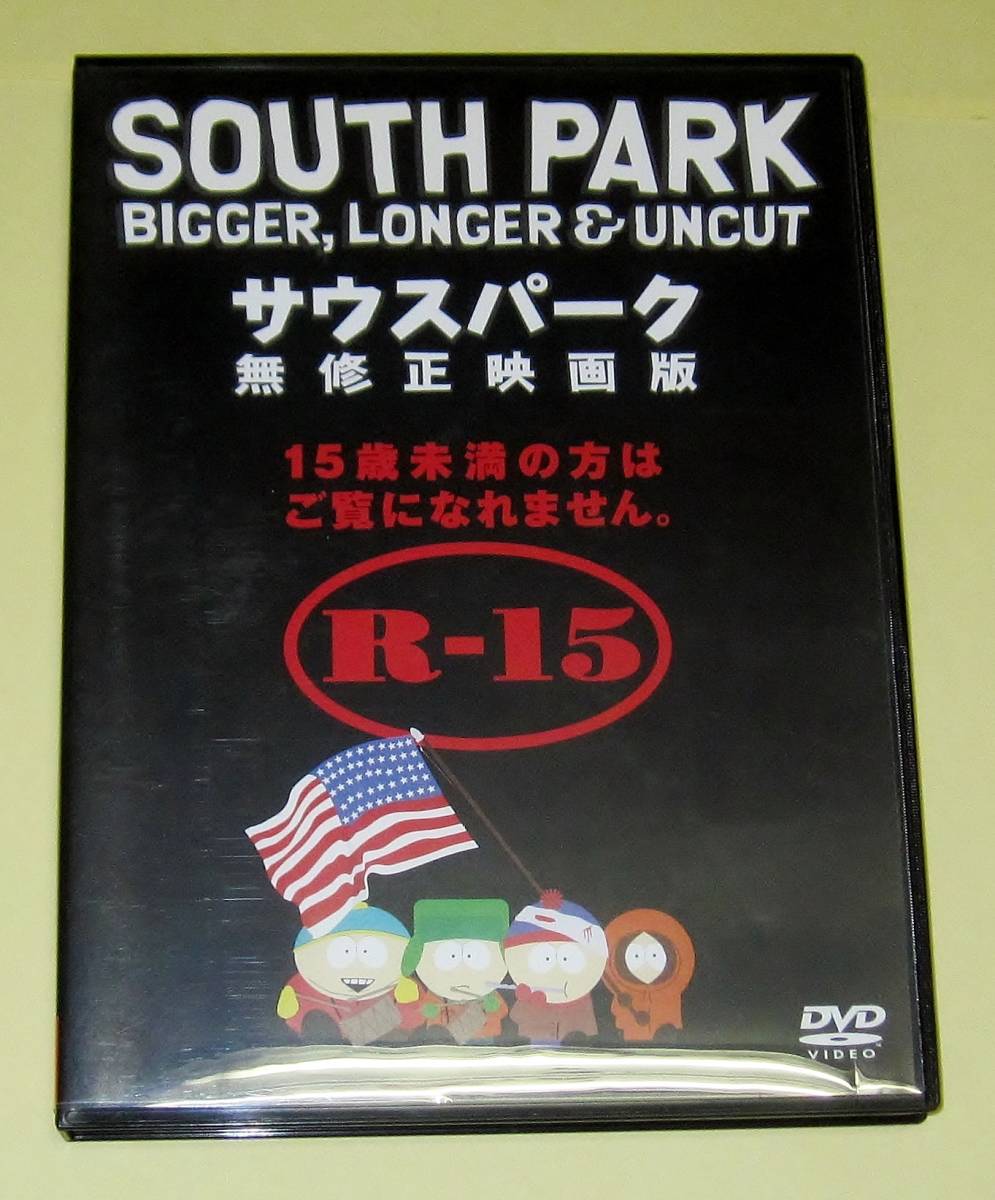 SOUTH PARK
BIGGER, LONGER & UNCUT
サウスパーク
無修正映画版
15歳未満の方は
ご覧になれません。
R-15
DVD
VIDEO